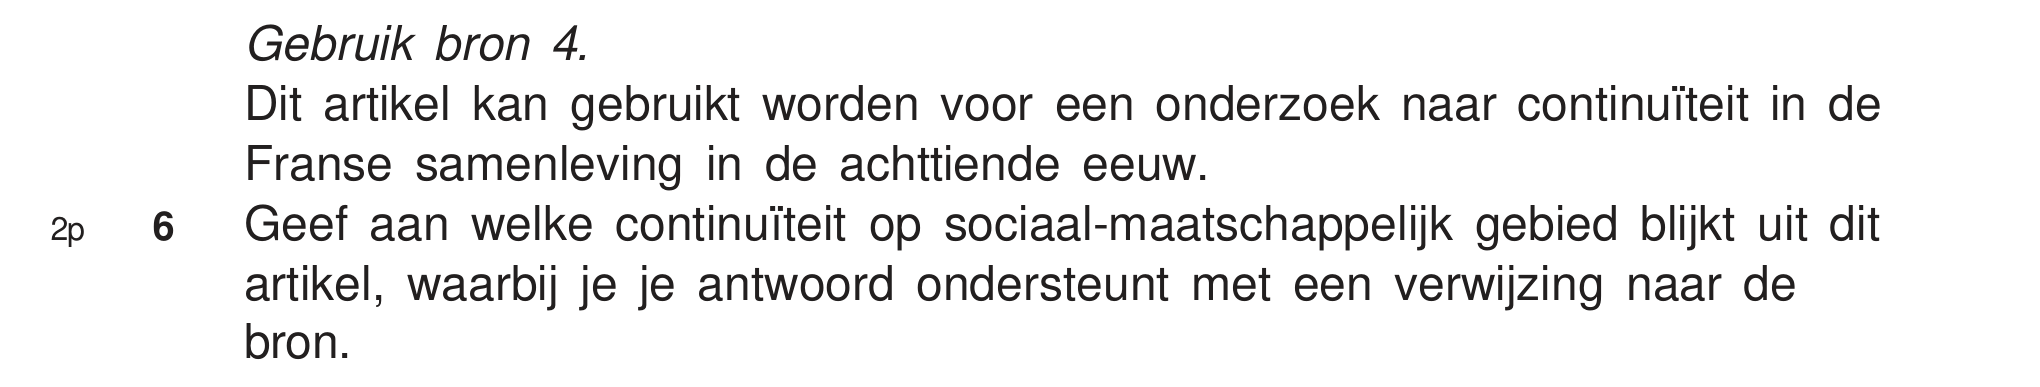 Gebruik bron 4.
Dit artikel kan gebruikt worden voor een onderzoek naar continuïteit in de
Franse samenleving in de achttiende eeuw.
2p 6 Geef aan welke continuïteit op sociaal-maatschappelijk gebied blijkt uit dit
artikel, waarbij je je antwoord ondersteunt met een verwijzing naar de
bron.